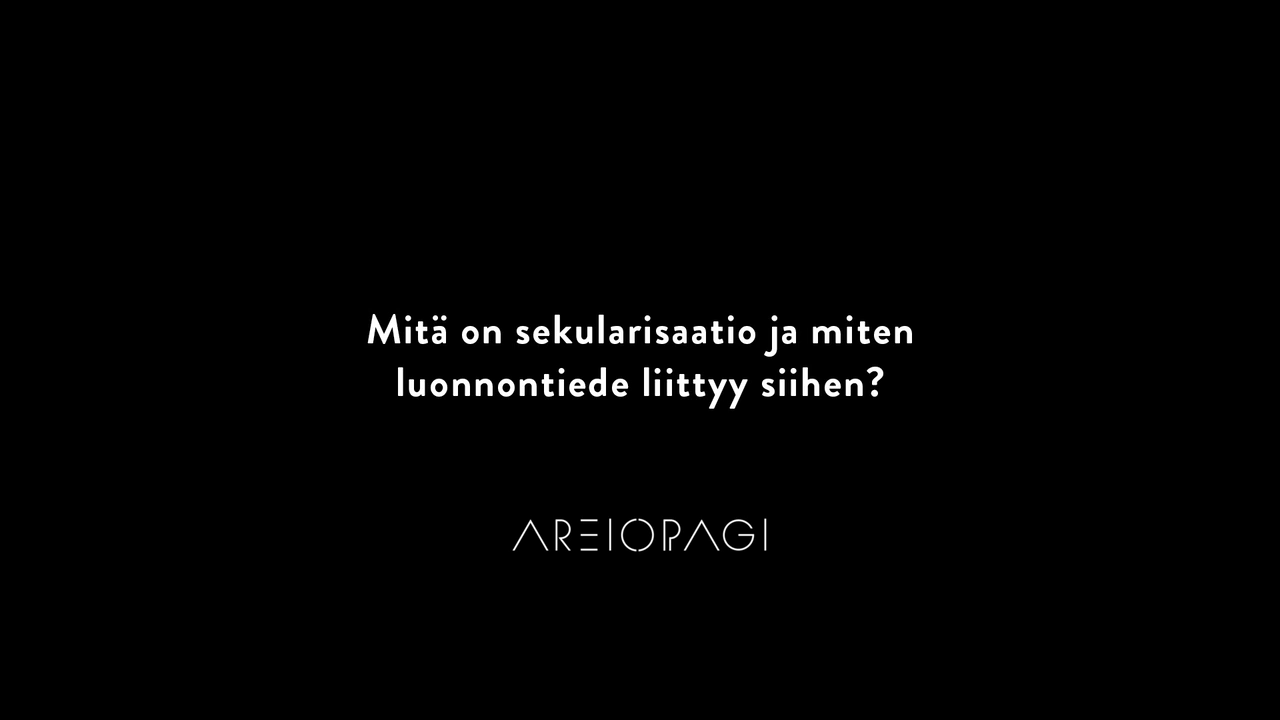 Mitä on sekularisaatio ja miten
luonnontiede liittyy siihen?
AREIOPAGI